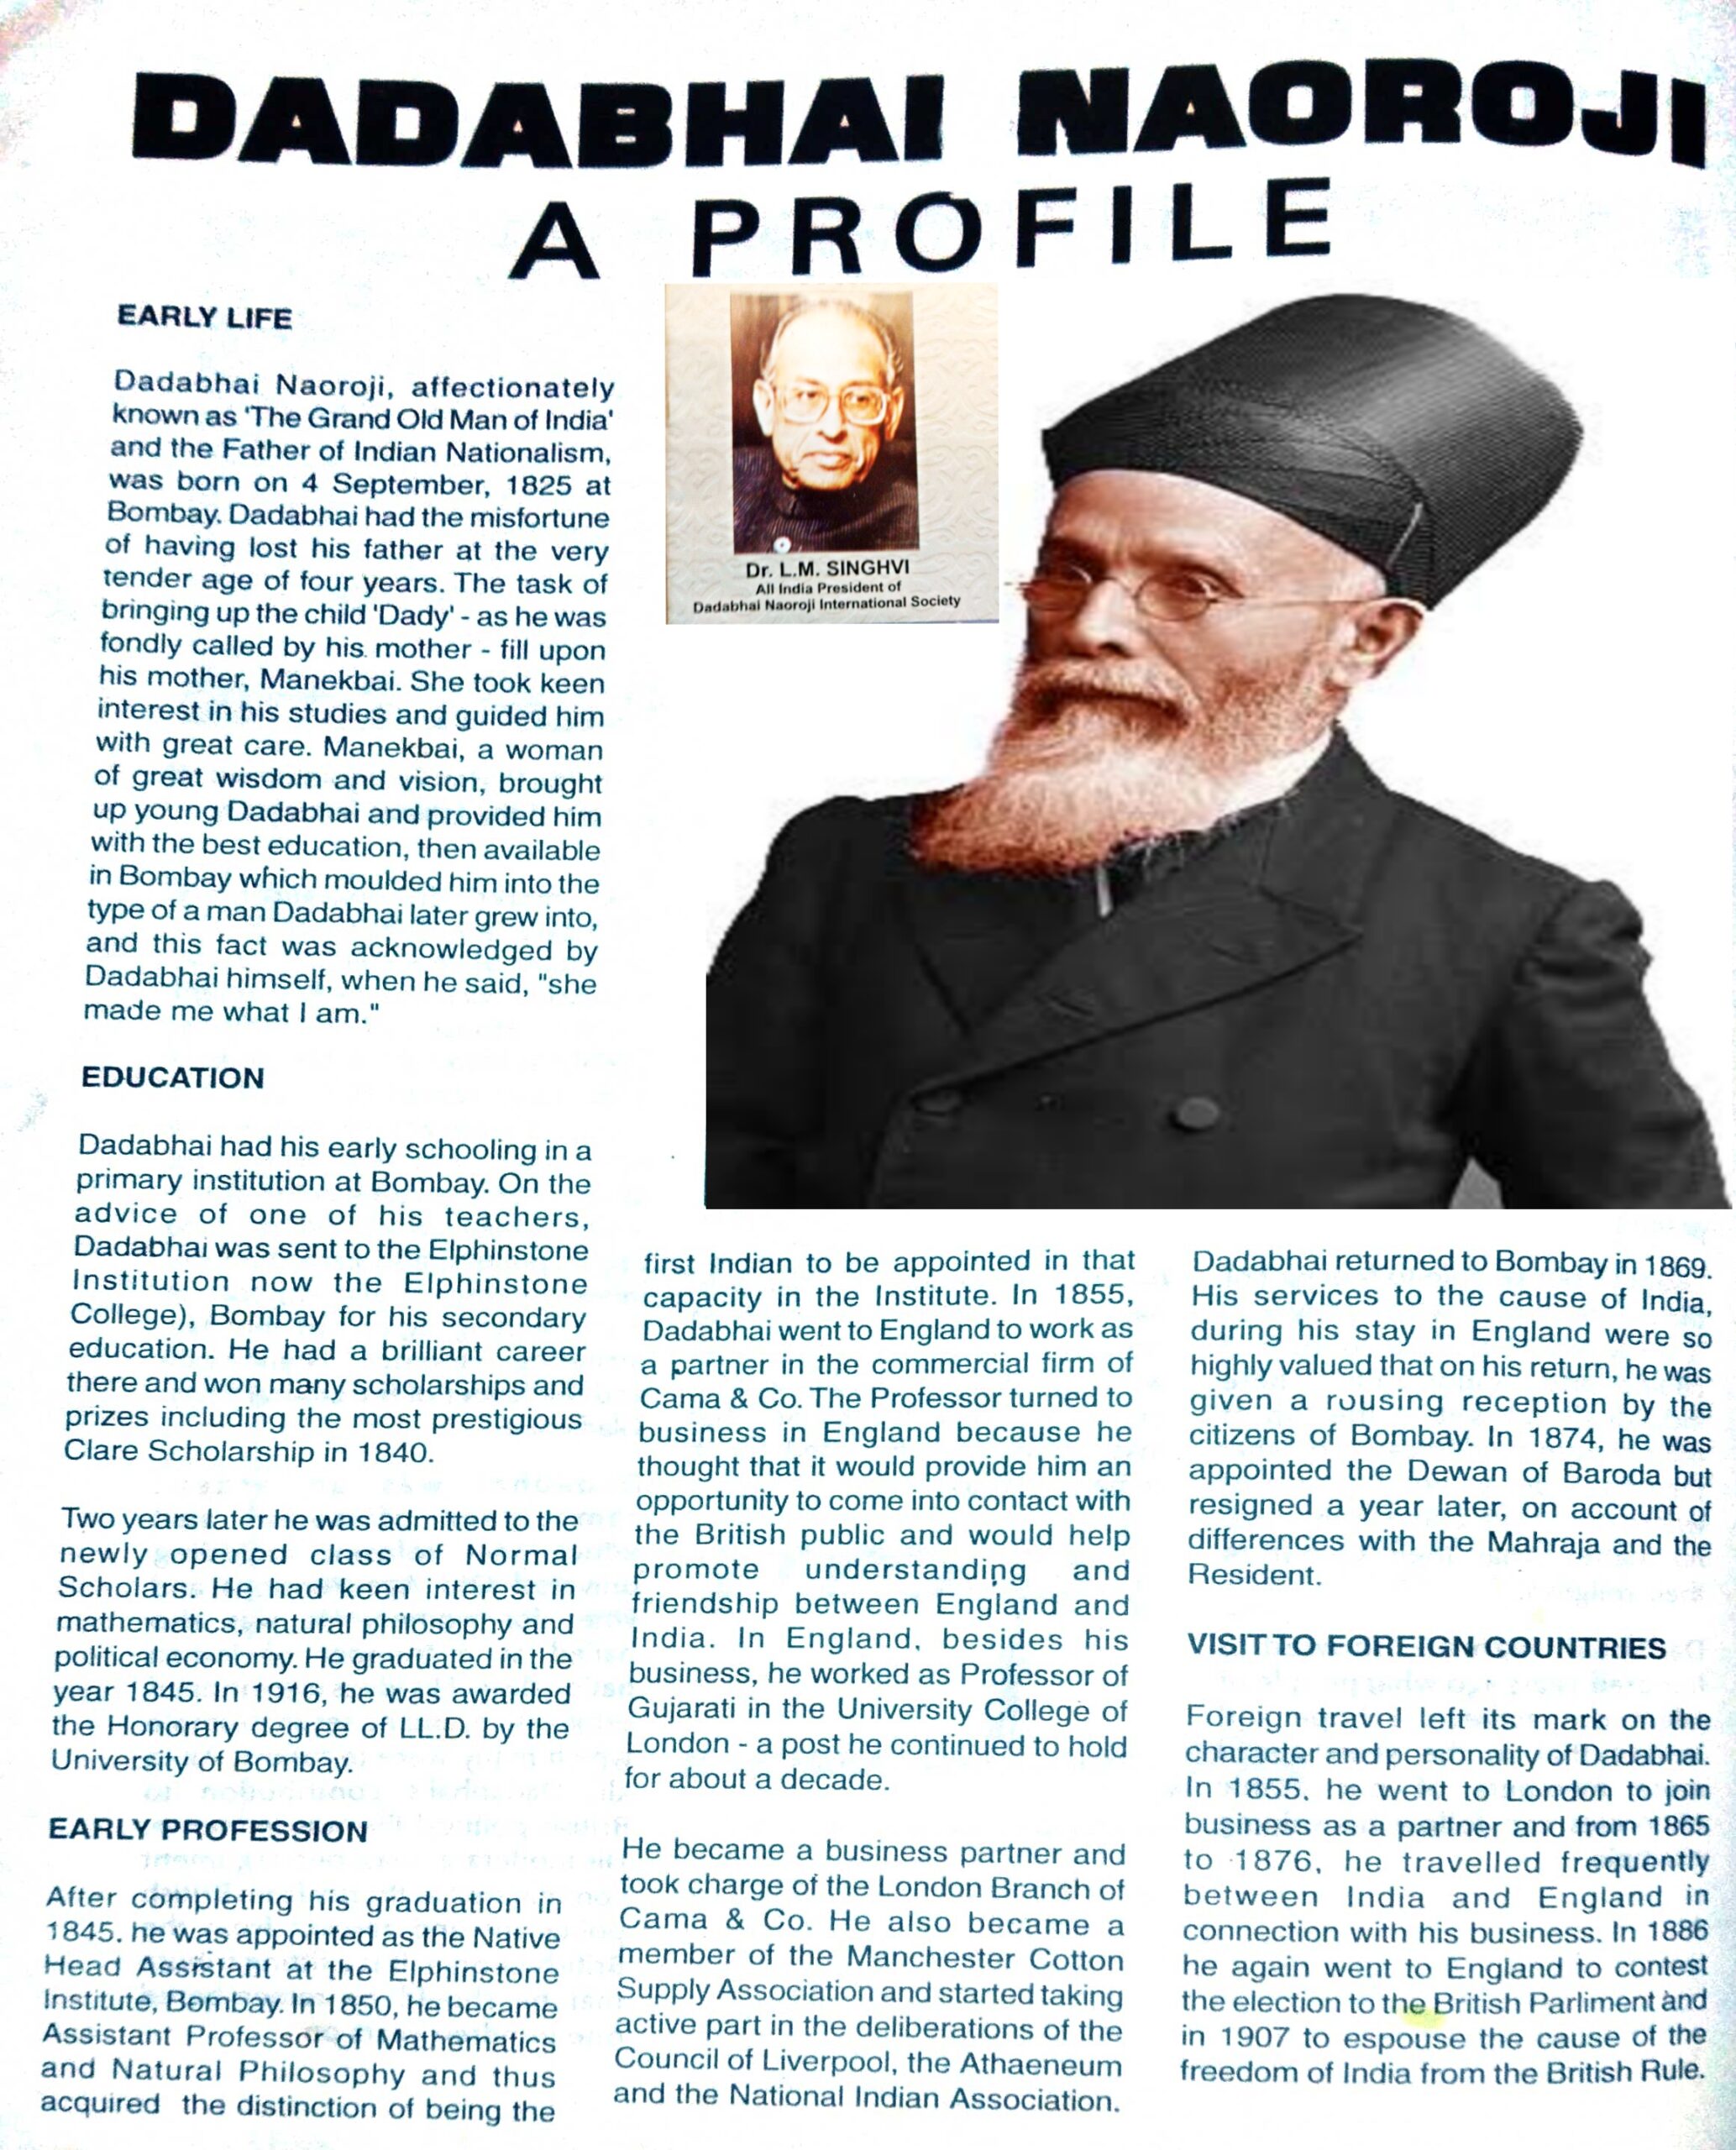 DADABHAI NAOROJI
A PROFILE
EARLY LIFE
Dadabhai Naoroji, affectionately
known as 'The Grand Old Man of India'
and the Father of Indian Nationalism,
was born on 4 September, 1825 at
Bombay. Dadabhai had the misfortune
of having lost his father at the very
tender age of four years. The task of
bringing up the child 'Dady' - as he was
fondly called by his mother - fill upon
his mother, Manekbai. She took keen
interest in his studies and guided him
with great care. Manekbai, a woman
of great wisdom and vision, brought
up young Dadabhai and provided him
with the best education, then available
in Bombay which moulded him into the
type of a man Dadabhai later grew into,
and this fact was acknowledged by
Dadabhai himself, when he said, "she
made me what I am."
EDUCATION
Dadabhai had his early schooling in a
primary institution at Bombay. On the
advice of one of his teachers,
Dadabhai was sent to the Elphinstone
Institution now the Elphinstone
College), Bombay for his secondary
education. He had a brilliant career
there and won many scholarships and
prizes including the most prestigious
Clare Scholarship in 1840.
Two years later he was admitted to the
newly opened class of Normal
Scholars. He had keen interest in
mathematics, natural philosophy and
political economy. He graduated in the
year 1845. In 1916, he was awarded
the Honorary degree of LL.D. by the
University of Bombay.
EARLY PROFESSION
After completing his graduation in
1845. he was appointed as the Native
Head Assistant at the Elphinstone
Institute, Bombay. In 1850, he became
Assistant Professor of Mathematics
and Natural Philosophy and thus
acquired the distinction of being the
Dr. L.M. SINGHVI
All India President of
Dadabhai Naoroji International Society
first Indian to be appointed in that
capacity in the Institute. In 1855,
Dadabhai went to England to work as
a partner in the commercial firm of
Cama & Co. The Professor turned to
business in England because he
thought that it would provide him an
opportunity to come into contact with
the British public and would help
promote understanding and
friendship between England and
India. In England, besides his
business, he worked as Professor of
Gujarati in the University College of
London - a post he continued to hold
for about a decade.
He became a business partner and
took charge of the London Branch of
Cama & Co. He also became a
member of the Manchester Cotton
Supply Association and started taking
active part in the deliberations of the
Council of Liverpool, the Athaeneum
and the National Indian Association.
Dadabhai returned to Bombay in 1869.
His services to the cause of India,
during his stay in England were so
highly valued that on his return, he was
given a rousing reception by the
citizens of Bombay. In 1874, he was
appointed the Dewan of Baroda but
resigned a year later, on account of
differences with the Mahraja and the
Resident.
VISIT TO FOREIGN COUNTRIES
Foreign travel left its mark on the
character and personality of Dadabhai.
In 1855. he went to London to join
business as a partner and from 1865
to 1876, he travelled frequently
between India and England in
connection with his business. In 1886
he again went to England to contest
the election to the British Parliment and
in 1907 to espouse the cause of the
freedom of India from the British Rule.